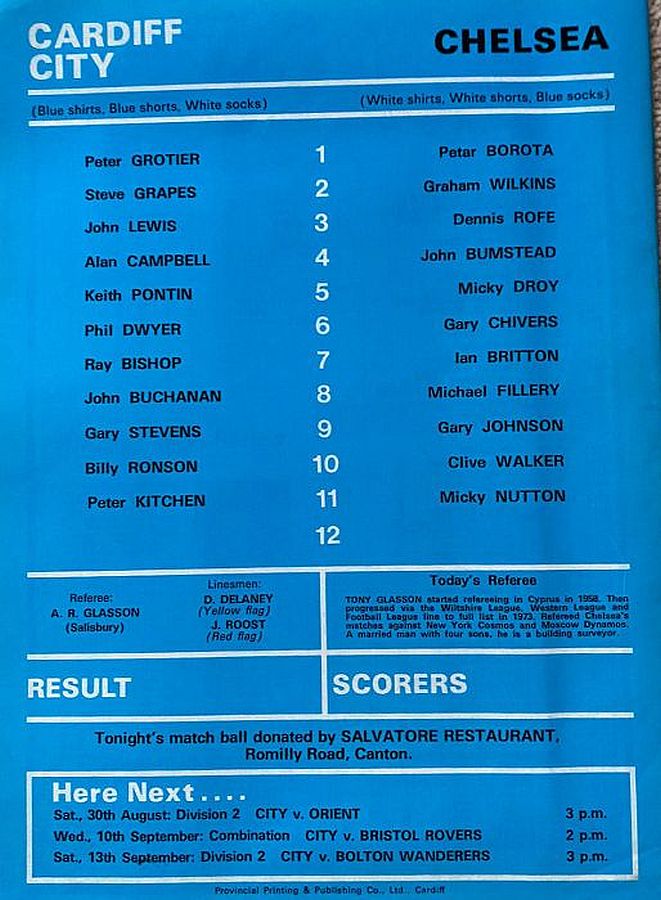 CARDIFF
CITY
CHELSEA
(Blue shirts, Blue shorts, White socks)
(White shirts, White shorts, Blue socks)
Peter GROTIER 1 Petar BOROTA
Steve GRAPES 2 Graham WILKINS
John LEWIS 3 Dennis ROFE
Alan CAMPBELL 4 John BUMSTEAD
Keith PONTIN 5 Micky DROY
Phil DWYER 6 Gary CHIVERS
Ray BISHOP 7 Ian BRITTON
John BUCHANAN 8 Michael FILLERY
Gary STEVENS 9 Gary JOHNSON
Billy RONSON 10 Clive WALKER
Peter KITCHEN 11 Micky NUTTON
12
Referee:
A. R. GLASSON
(Salisbury)
Linesmen:
D. DELANEY
(Yellow flag)
J. ROOST
(Red flag)
Today's Referee
TONY GLASSON started refereeing in Cyprus in 1958. Then
progressed via the Wiltshire League, Western League and
Football League line to full list in 1973. Refereed Chelsea's
matches against New York Cosmos and Moscow Dynamos.
A married man with four sons, he is a building surveyor.
RESULT
SCORERS
Tonight's match ball donated by SALVATORE RESTAURANT,
Romilly Road, Canton.
Here Next . . . .
Sat., 30th August: Division 2 CITY v. ORIENT 3 p.m.
Wed., 10th September: Combination CITY v. BRISTOL ROVERS 2 p.m.
Sat., 13th September: Division 2 CITY v. BOLTON WANDERERS 3 p.m.
Provincial Printing & Publishing Co., Ltd., Cardiff